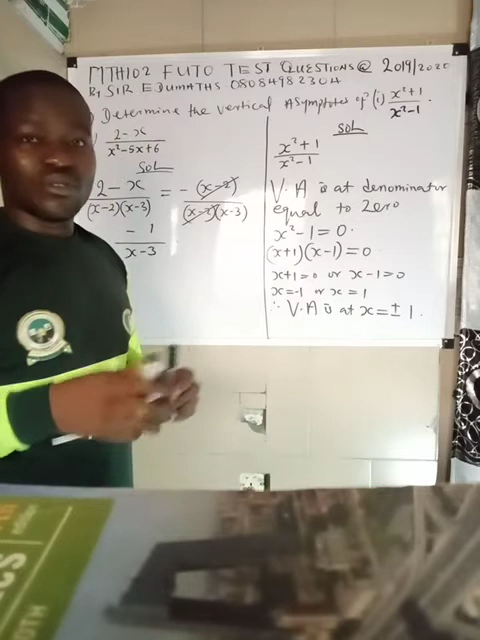 MTH102 FUTO TEST QUESTIONS @ 2019/2020
By SIR EDUMATHS 08084982304
) Determine the vertical Asymptotes of (i) x²+1 / x²-1 .
2-x / x²-5x+6
Sol
2-x / (x-2)(x-3) = -(x-2) / (x-2)(x-3)
-1 / x-3
Sol
x²+1 / x²-1
V.A is at denominator
equal to zero
x²-1=0.
(x+1)(x-1)=0
x+1=0 or x-1=0
x=-1 or x=1
∴ V.A is at x=±1.